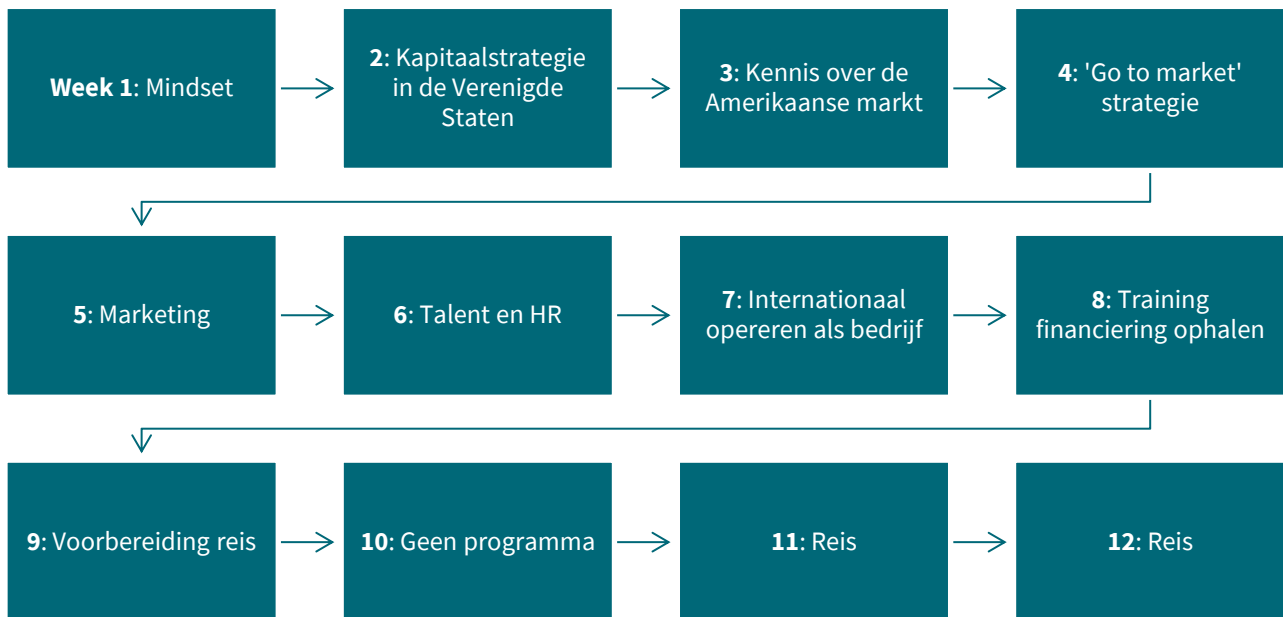 Week 1: Mindset
2: Kapitaalstrategie
in de Verenigde
Staten
3: Kennis over de
Amerikaanse markt
4: 'Go to market'
strategie
5: Marketing
6: Talent en HR
7: Internationaal
opereren als bedrijf
8: Training
financiering ophalen
9: Voorbereiding reis
10: Geen programma
11: Reis
12: Reis